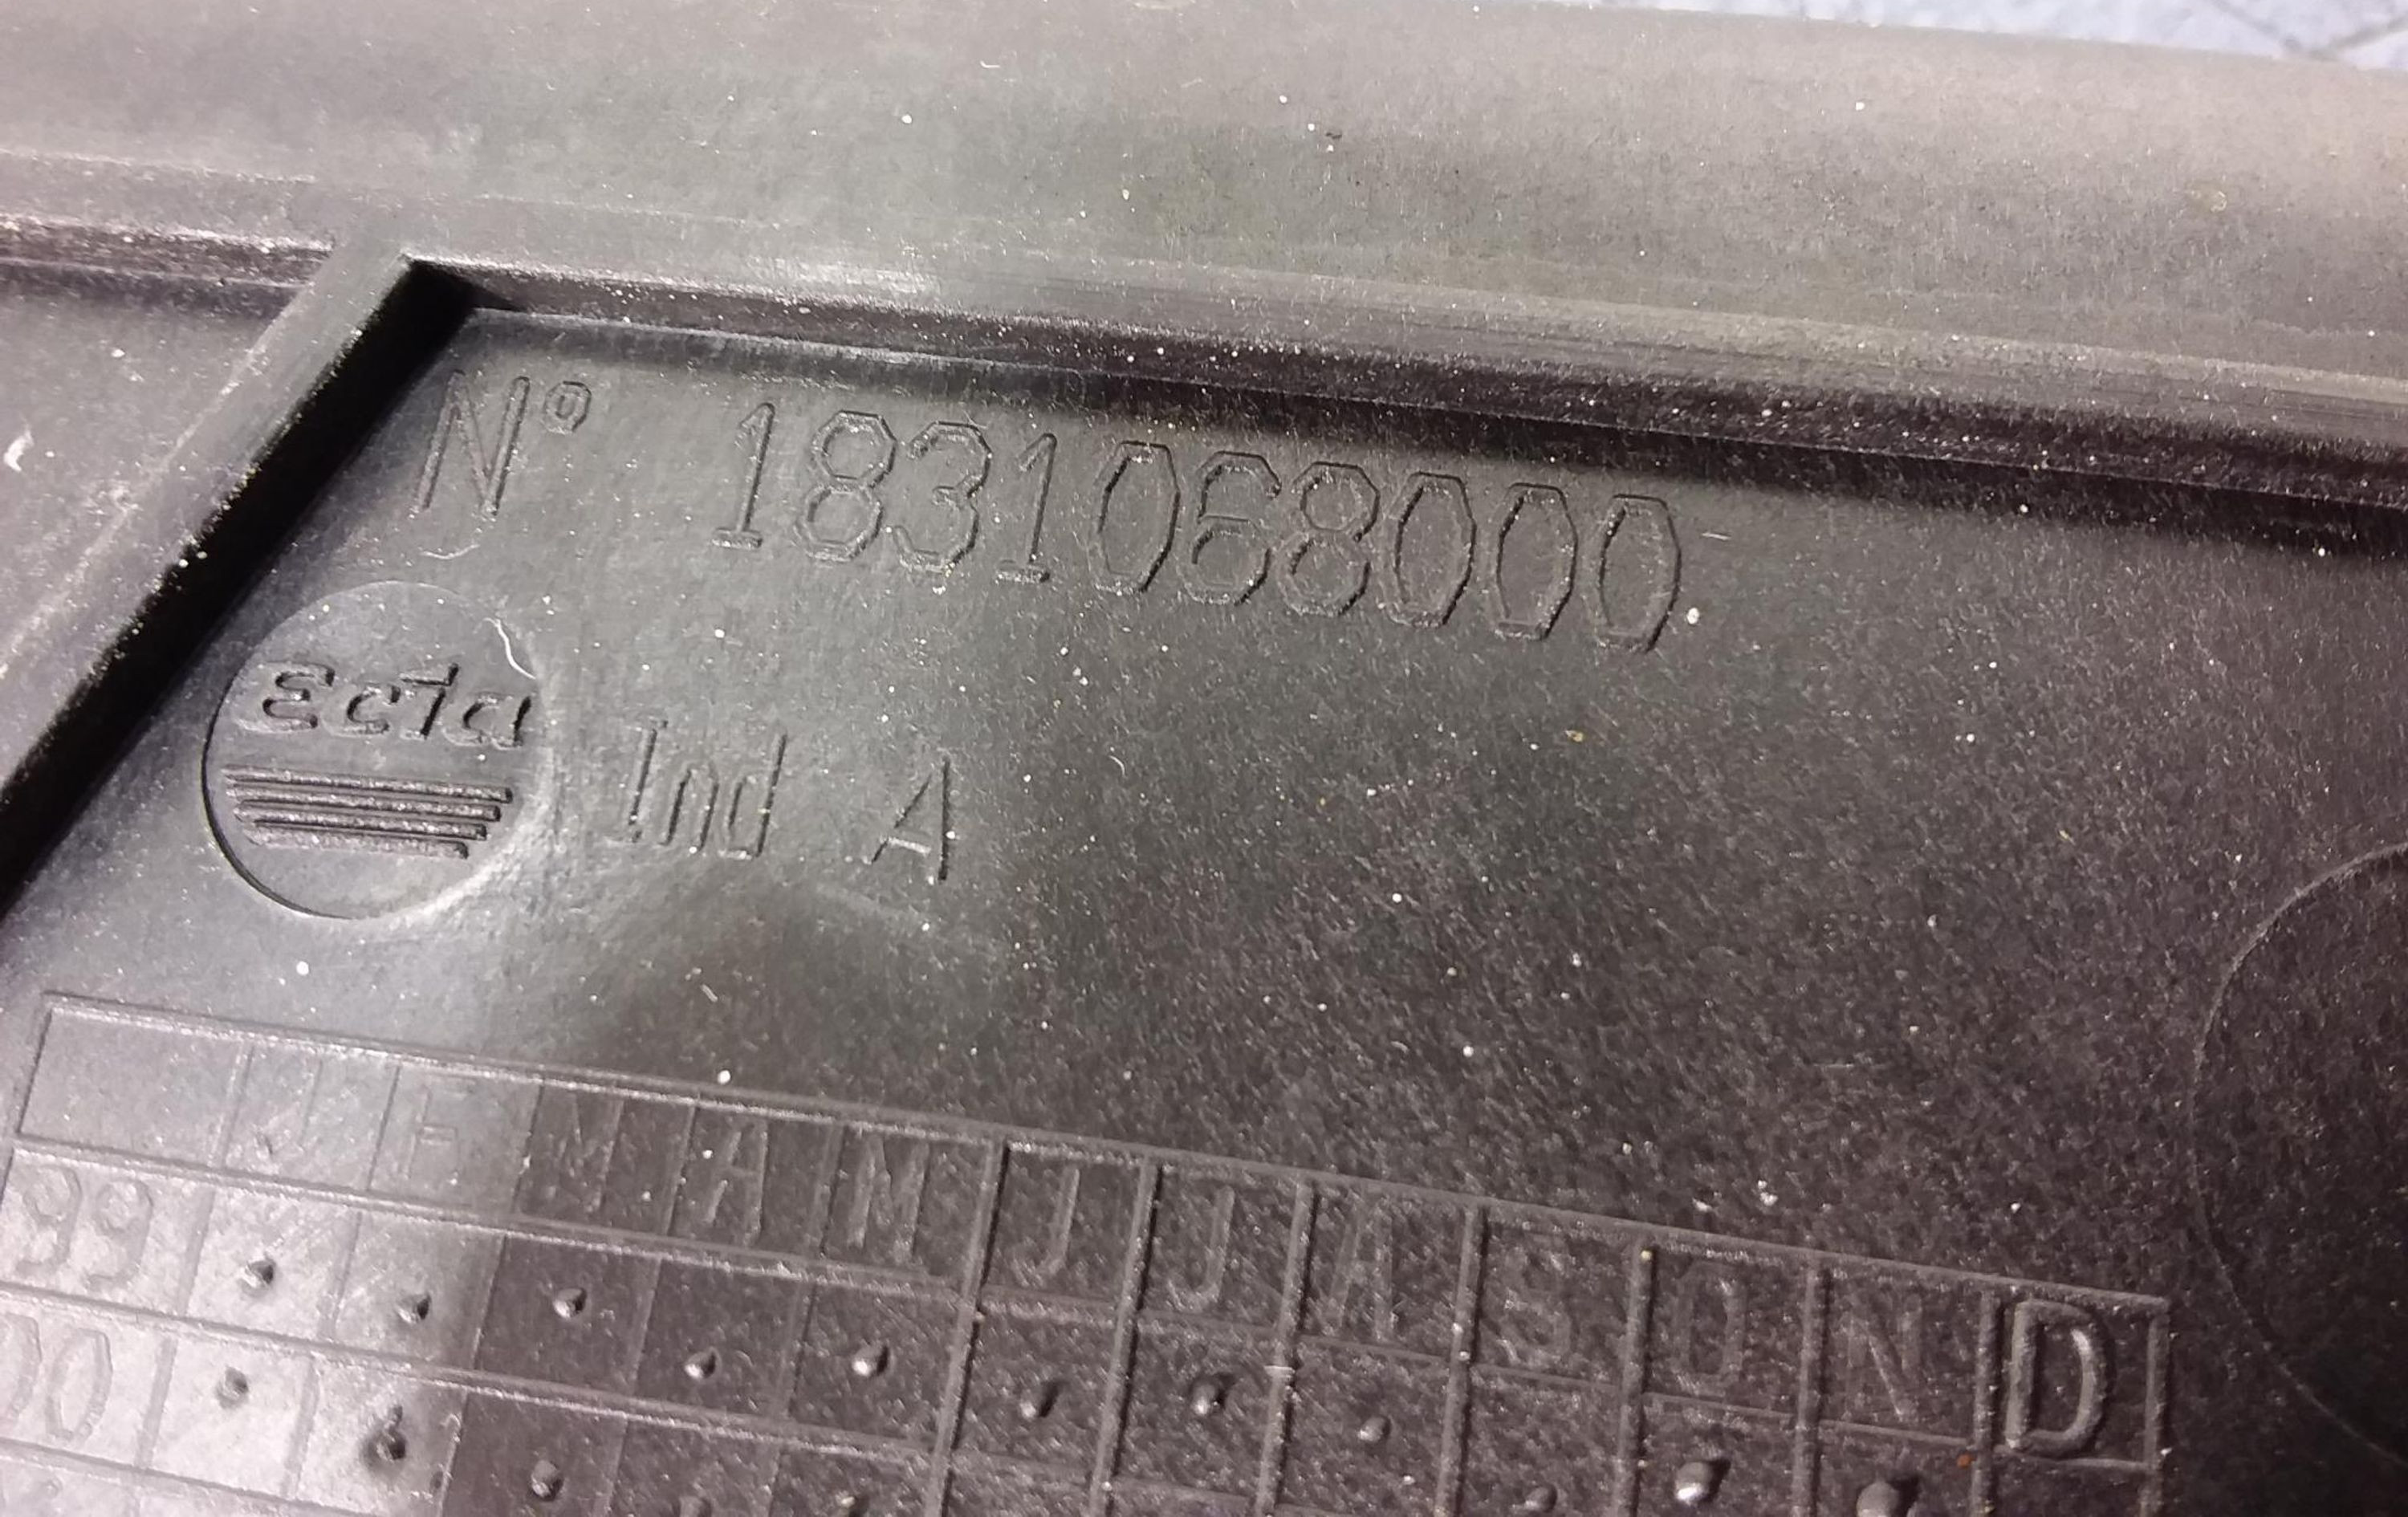 N° 1831068000
Ecia
Ind A
J F M A M J J A S O N D
99
00